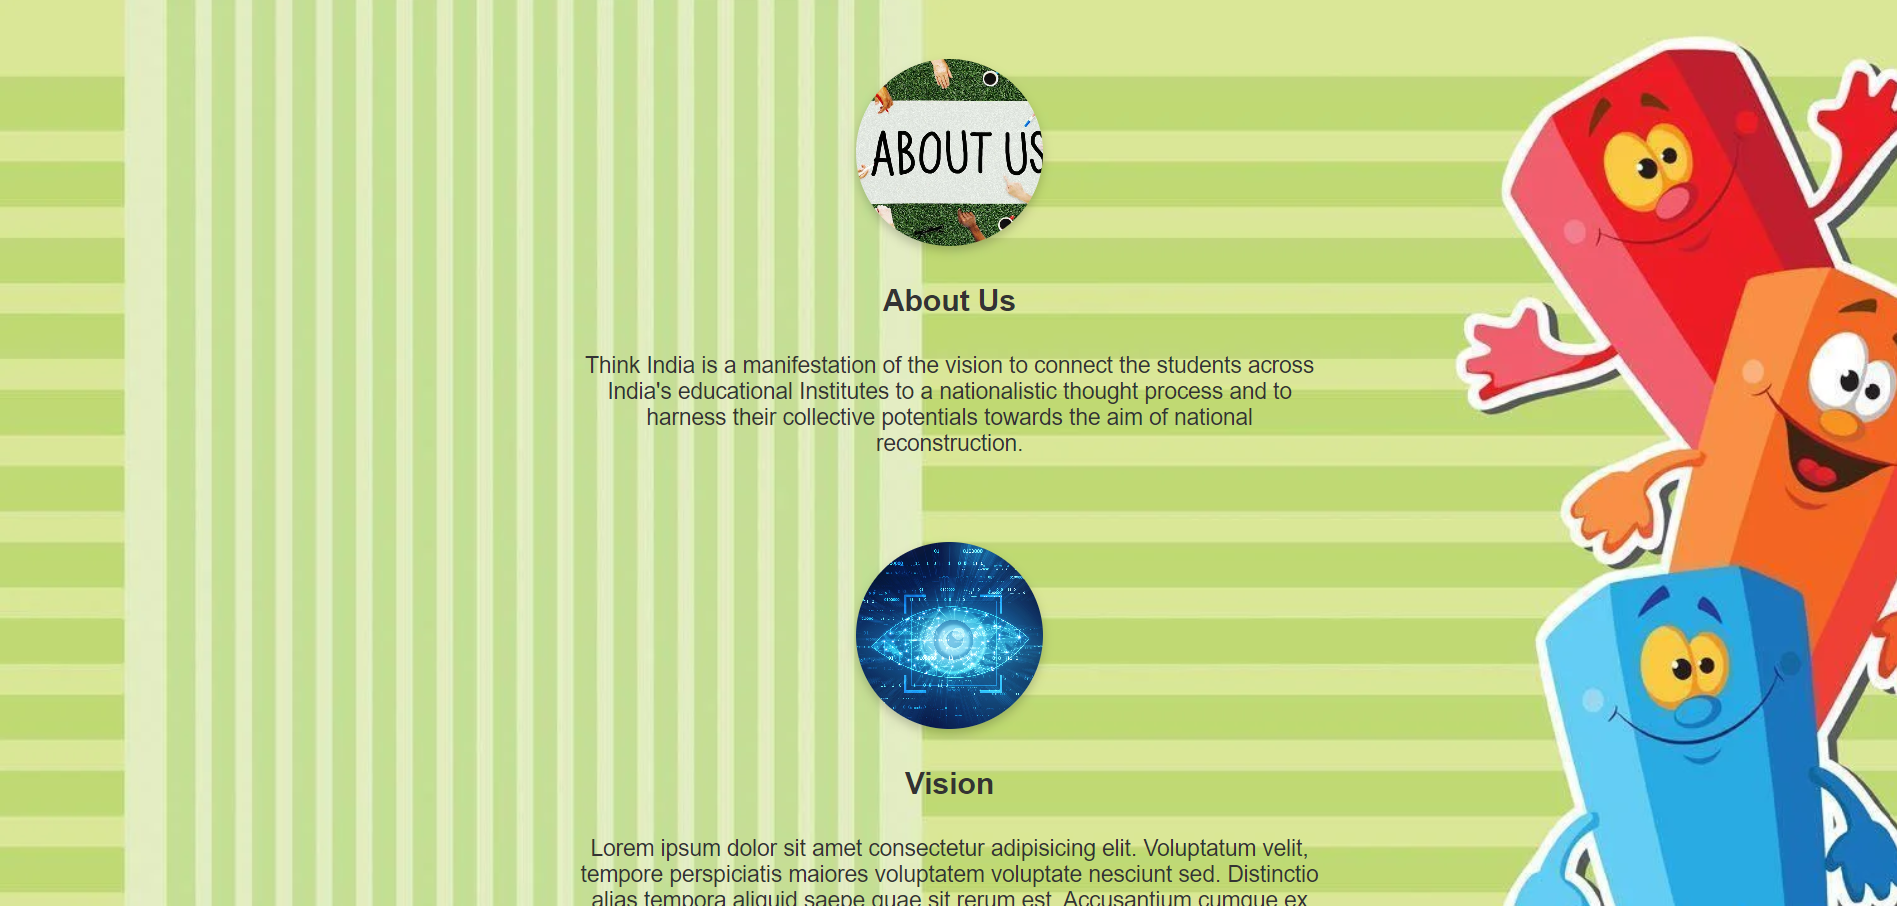 ABOUT US
About Us
Think India is a manifestation of the vision to connect the students across
India's educational Institutes to a nationalistic thought process and to
harness their collective potentials towards the aim of national
reconstruction.
Vision
Lorem ipsum dolor sit amet consectetur adipisicing elit. Voluptatum velit,
tempore perspiciatis maiores voluptatem voluptate nesciunt sed. Distinctio
alias tempora aliquid saepe quae sit rerum est. Accusantium cumque ex